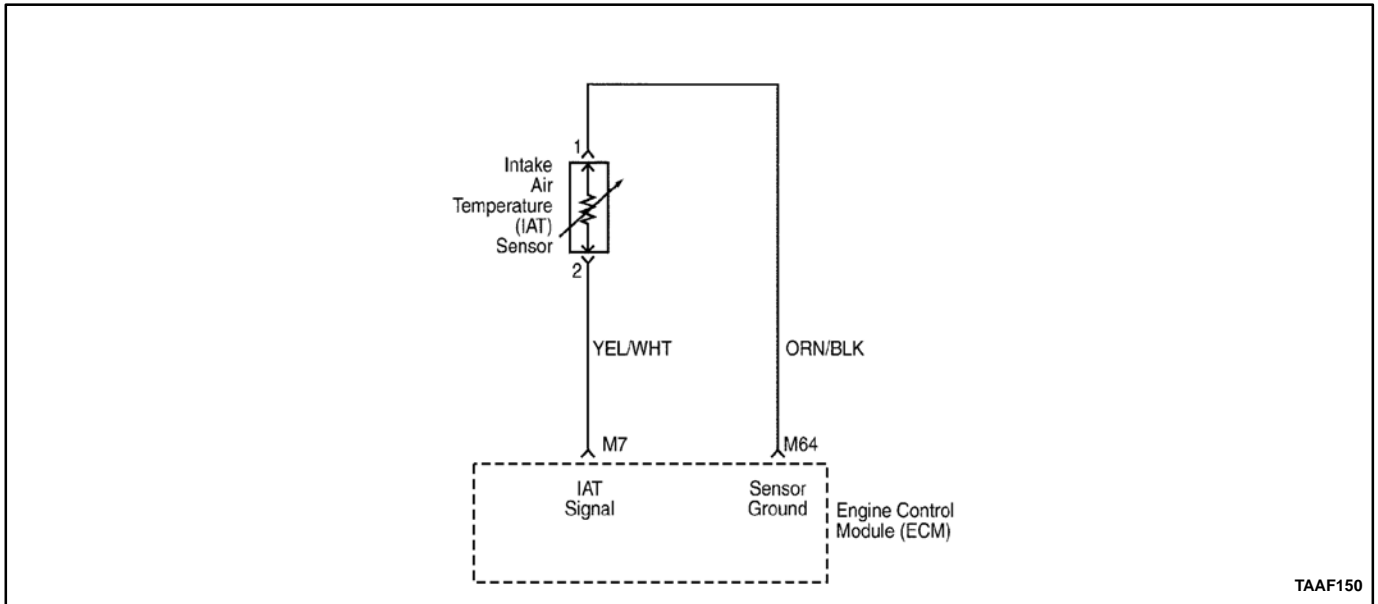 1
Intake
Air
Temperature
(IAT)
Sensor
2
YEL/WHT
ORN/BLK
M7
M64
IAT
Signal
Sensor
Ground
Engine Control
Module (ECM)
TAAF150